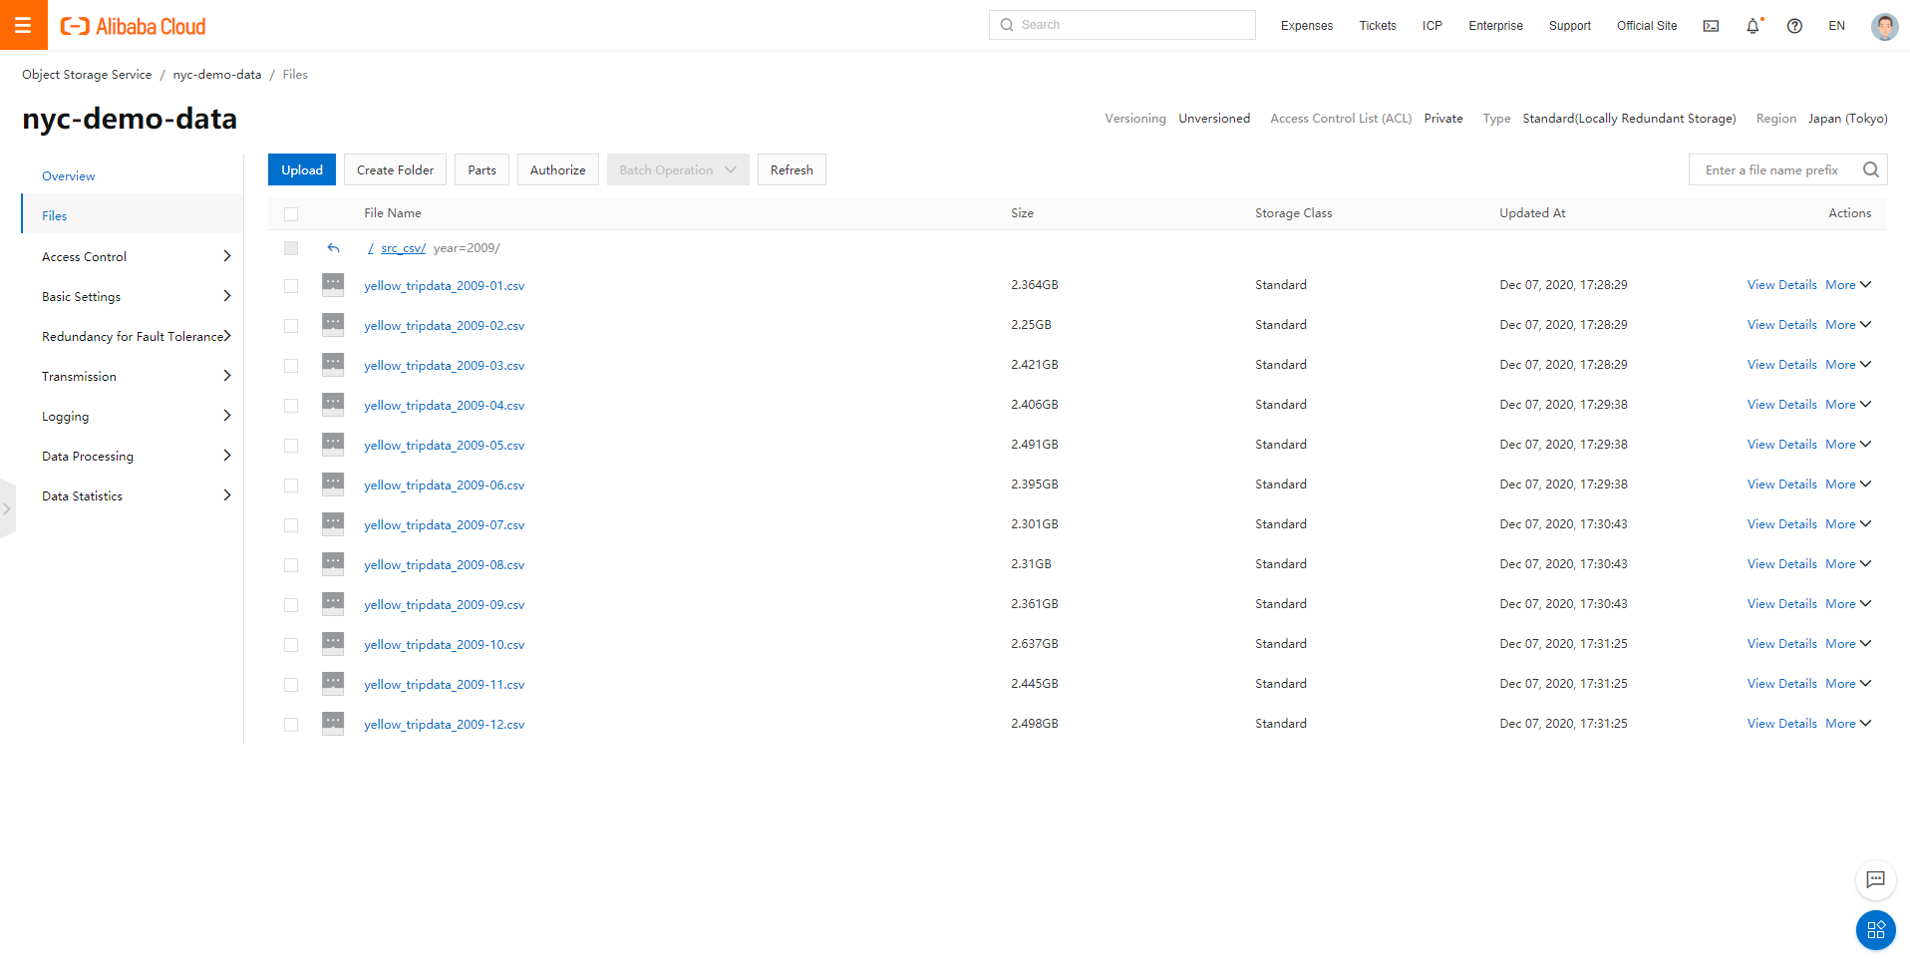 Alibaba Cloud
Search
Expenses Tickets ICP Enterprise Support Official Site EN
Object Storage Service / nyc-demo-data / Files
nyc-demo-data
Versioning Unversioned Access Control List (ACL) Private Type Standard(Locally Redundant Storage) Region Japan (Tokyo)
Overview
Files
Access Control
Basic Settings
Redundancy for Fault Tolerance
Transmission
Logging
Data Processing
Data Statistics
Upload Create Folder Parts Authorize Batch Operation Refresh Enter a file name prefix
File Name Size Storage Class Updated At Actions
/ src_csv/ year=2009/
yellow_tripdata_2009-01.csv 2.364GB Standard Dec 07, 2020, 17:28:29 View Details More
yellow_tripdata_2009-02.csv 2.25GB Standard Dec 07, 2020, 17:28:29 View Details More
yellow_tripdata_2009-03.csv 2.421GB Standard Dec 07, 2020, 17:28:29 View Details More
yellow_tripdata_2009-04.csv 2.406GB Standard Dec 07, 2020, 17:29:38 View Details More
yellow_tripdata_2009-05.csv 2.491GB Standard Dec 07, 2020, 17:29:38 View Details More
yellow_tripdata_2009-06.csv 2.395GB Standard Dec 07, 2020, 17:29:38 View Details More
yellow_tripdata_2009-07.csv 2.301GB Standard Dec 07, 2020, 17:30:43 View Details More
yellow_tripdata_2009-08.csv 2.31GB Standard Dec 07, 2020, 17:30:43 View Details More
yellow_tripdata_2009-09.csv 2.361GB Standard Dec 07, 2020, 17:30:43 View Details More
yellow_tripdata_2009-10.csv 2.637GB Standard Dec 07, 2020, 17:31:25 View Details More
yellow_tripdata_2009-11.csv 2.445GB Standard Dec 07, 2020, 17:31:25 View Details More
yellow_tripdata_2009-12.csv 2.498GB Standard Dec 07, 2020, 17:31:25 View Details More